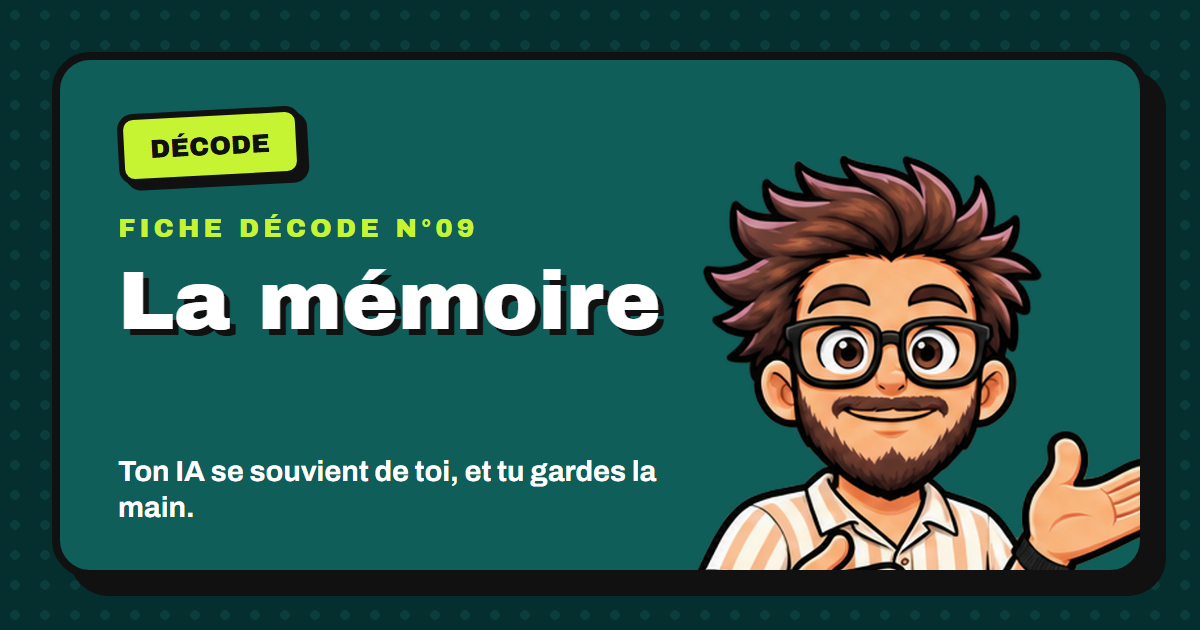 DÉCODE
FICHE DÉCODE N°09
La mémoire
Ton IA se souvient de toi, et tu gardes la
main.